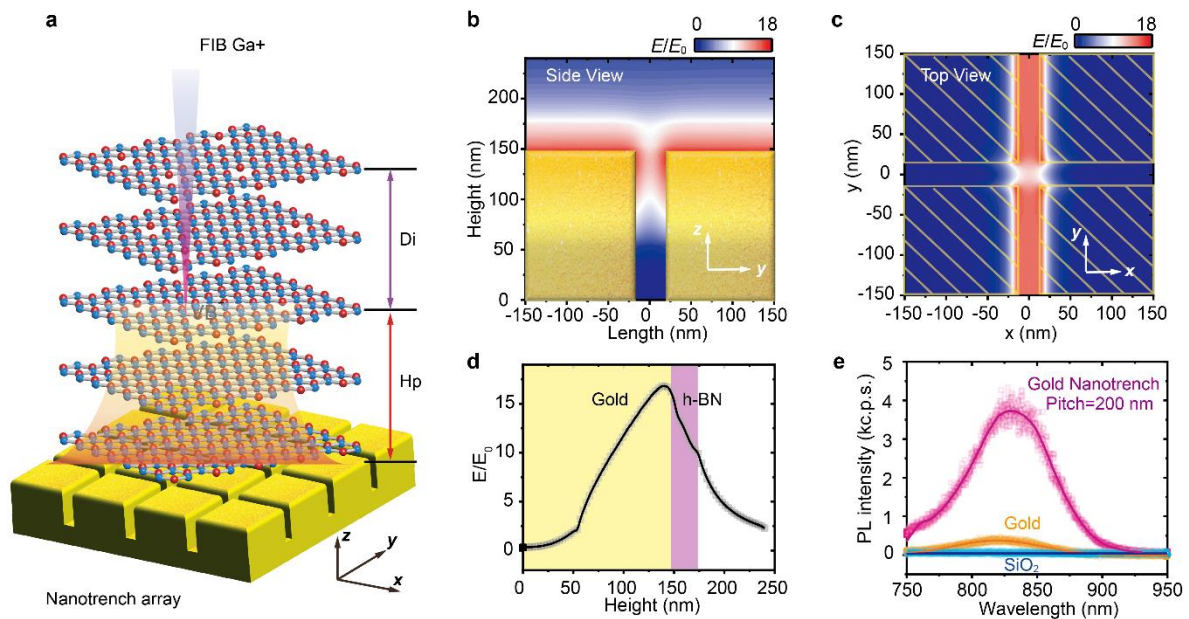 a
FIB Ga+
Di
VB
Hp
z
y
x
Nanotrench array
b
0 18
E/E₀
Side View
Height (nm)
200
150
100
50
0
z
y
-150 -100 -50 0 50 100 150
Length (nm)
c
0 18
E/E₀
Top View
y (nm)
150
100
50
0
-50
-100
-150
y
x
-150 -100 -50 0 50 100 150
x (nm)
d
Gold h-BN
E/E₀
15
10
5
0
0 50 100 150 200 250
Height (nm)
e
Gold Nanotrench
Pitch=200 nm
PL intensity (kc.p.s.)
5
4
3
2
1
0
Gold
SiO₂
750 800 850 900 950
Wavelength (nm)